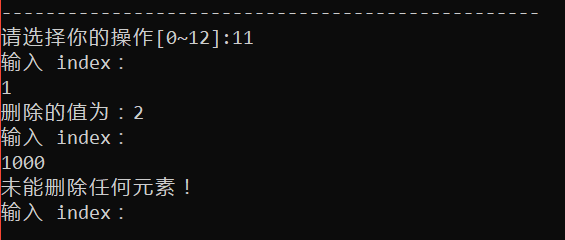 ------------------------------------------------
请选择你的操作[0~12]:11
输入 index：
1
删除的值为：2
输入 index：
1000
未能删除任何元素！
输入 index：